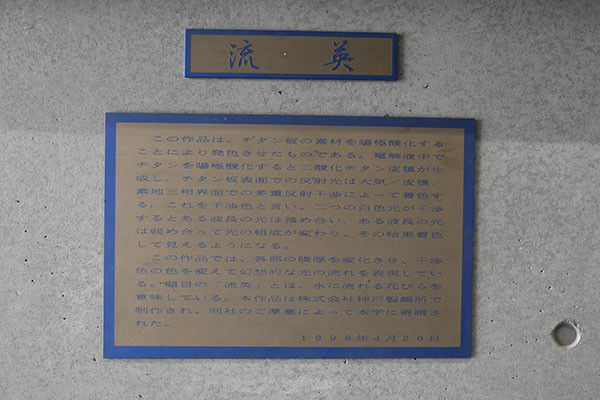 流 英
この作品は、チタン板の素材を陽極酸化する
ことにより発色させたものである。電解液中で
チタンを陽極酸化すると二酸化チタン皮膜が生
成し、チタン板表面での反射光は大気／皮膜／
素地三相界面での多重反射干渉によって着色す
る。これを干渉色と言い、二つの白色光が干渉
するとある波長の光は強め合い、ある波長の光
は弱め合って光の組成が変わり、その結果着色
して見えるようになる。
この作品では、各部の膜厚を変化させ、干渉
色の色を変えて幻想的な光の流れを表現してい
る。題目の「流英」とは、水に流れる花びらを
意味している。本作品は株式会社神戸製鋼所で
制作され、同社のご厚意によって本学に寄贈さ
れた。
１９９８年４月２０日